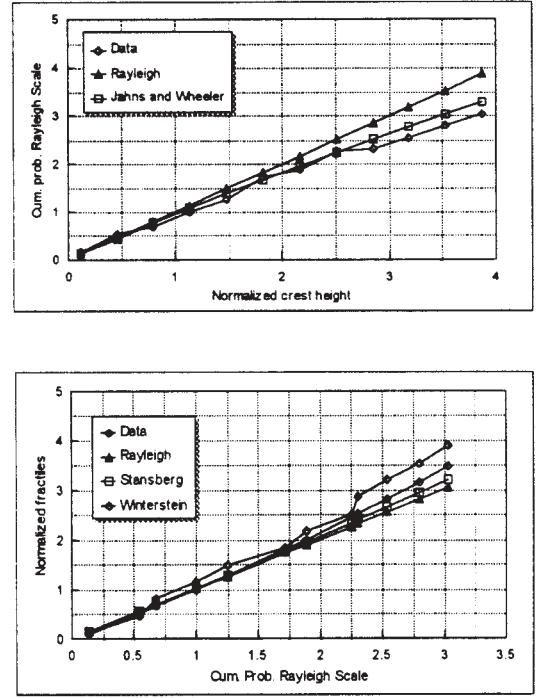 5
4
3
2
1
0
Cum. prob. Rayleigh Scale
Data
Rayleigh
Jahns and Wheeler
0 1 2 3 4
Normalized crest height
5
4
3
2
1
0
Normalized fractiles
Data
Rayleigh
Stansberg
Winterstein
0 0.5 1 1.5 2 2.5 3 3.5
Cum. Prob. Rayleigh Scale